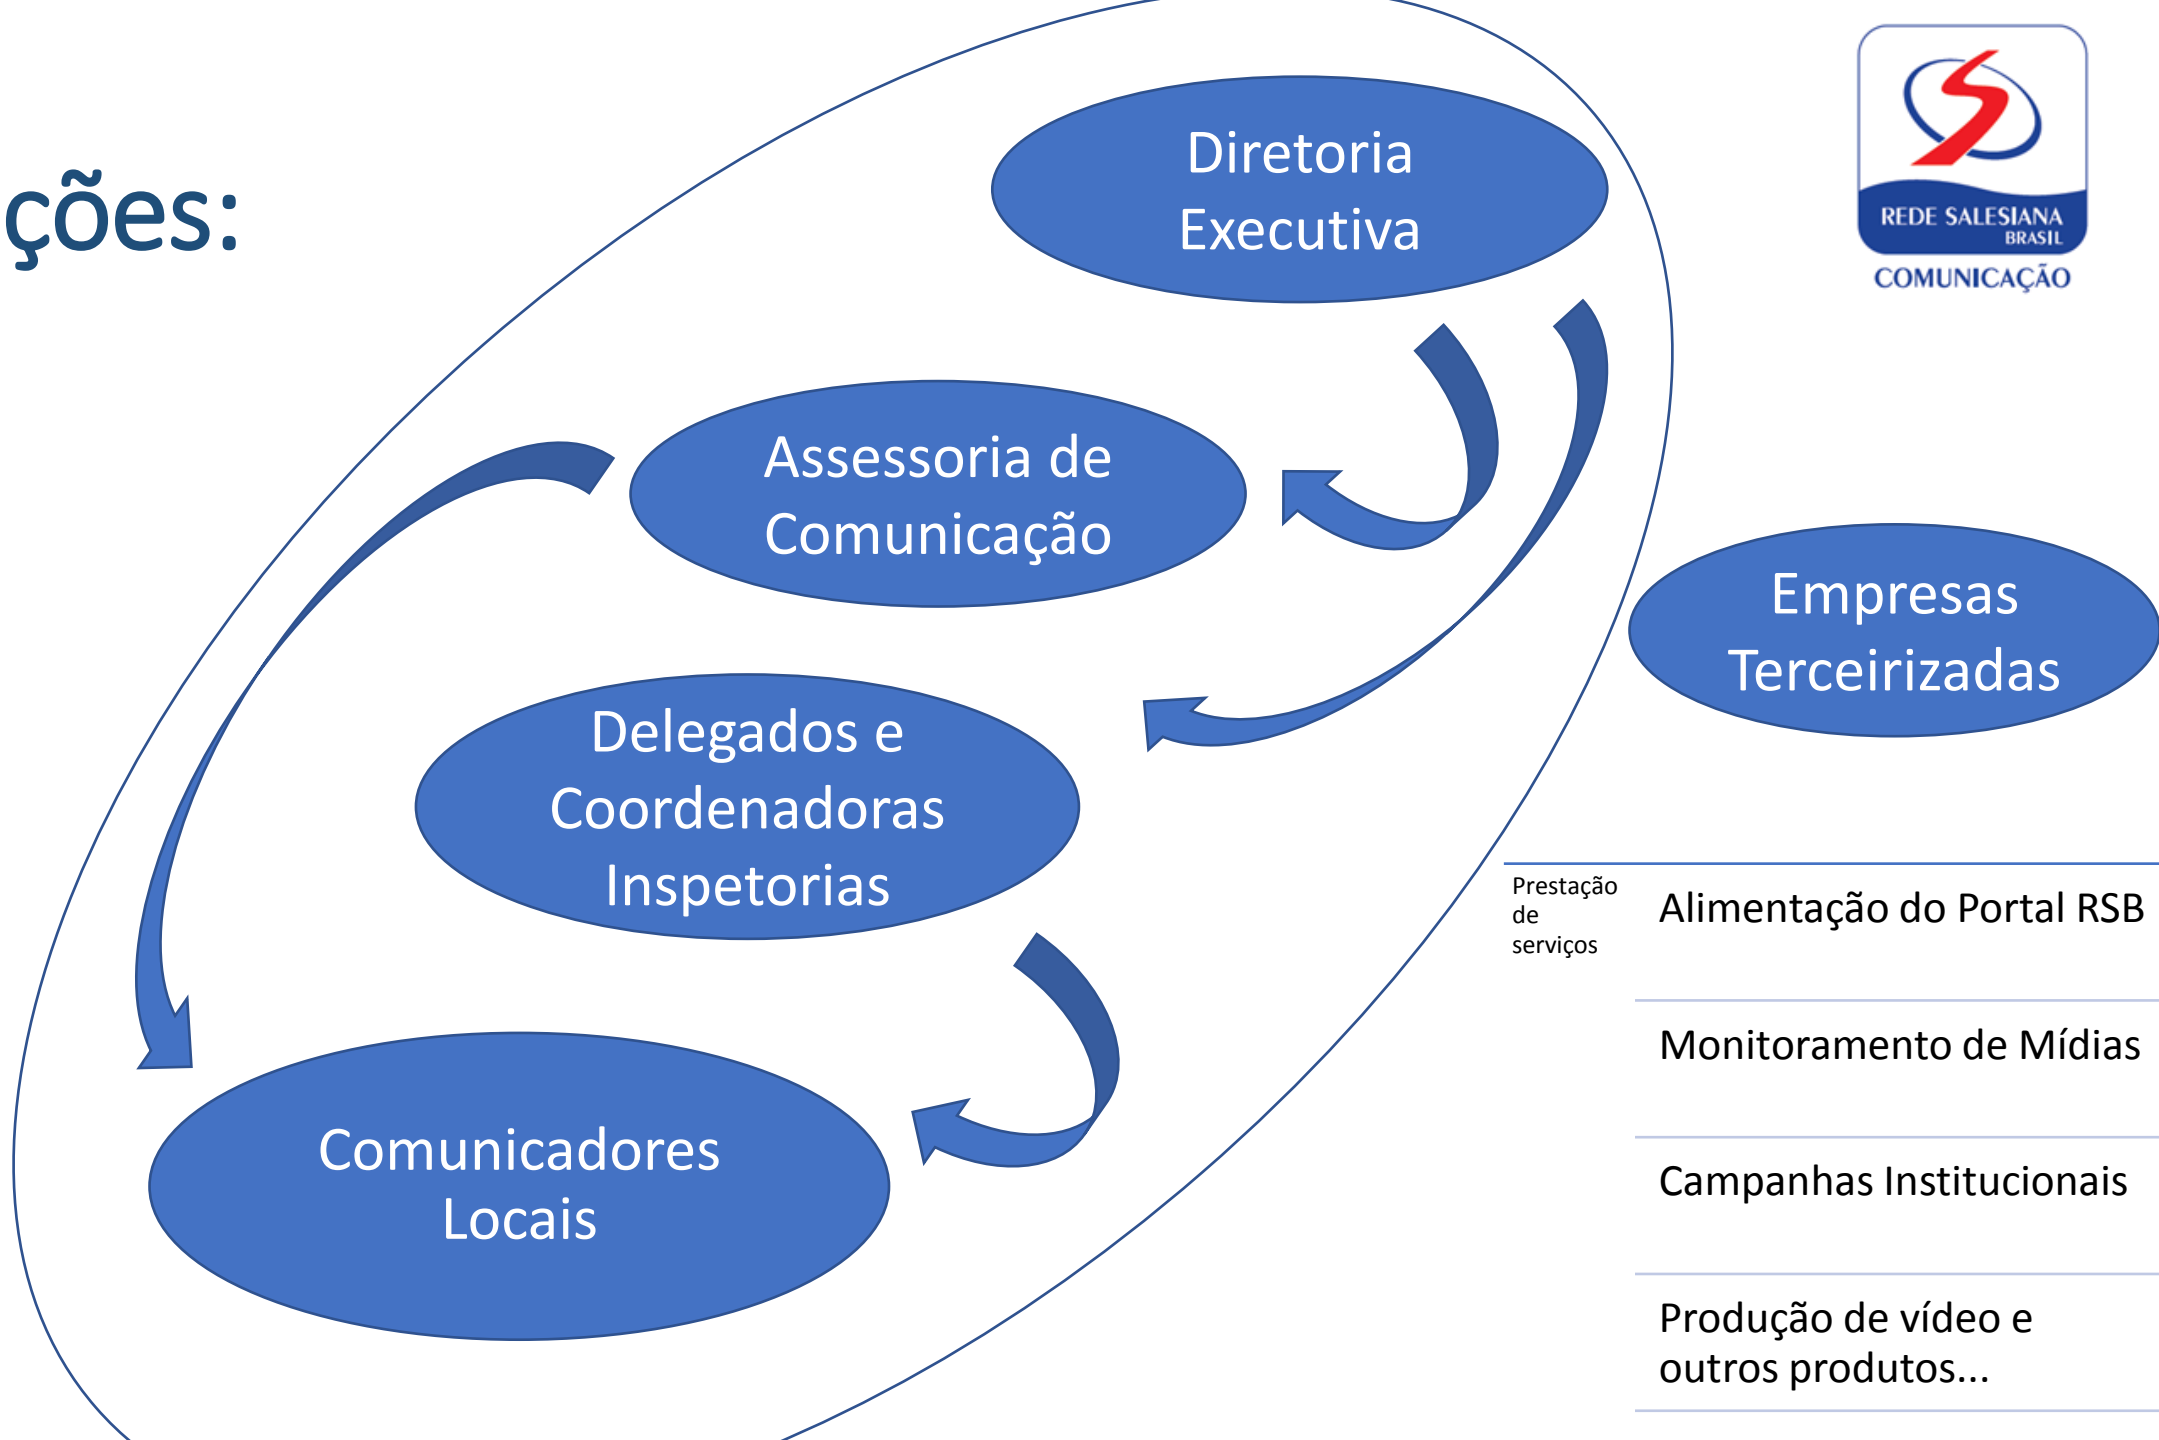 ções:
Diretoria
Executiva
REDE SALESIANA
BRASIL
COMUNICAÇÃO
Assessoria de
Comunicação
Empresas
Terceirizadas
Delegados e
Coordenadoras
Inspetorias
Comunicadores
Locais
Prestação
de
serviços
Alimentação do Portal RSB
Monitoramento de Mídias
Campanhas Institucionais
Produção de vídeo e
outros produtos...